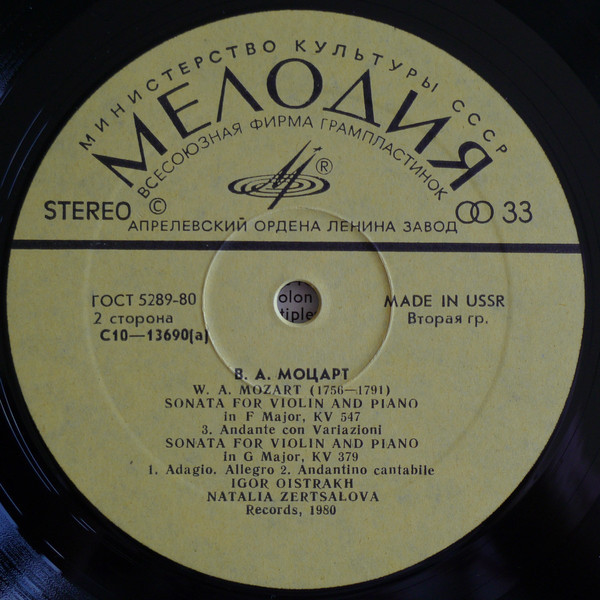 МИНИСТЕРСТВО КУЛЬТУРЫ СССР
МЕЛОДИЯ
ВСЕСОЮЗНАЯ ФИРМА ГРАМПЛАСТИНОК
®
STEREO © 33
АПРЕЛЕВСКИЙ ОРДЕНА ЛЕНИНА ЗАВОД
ГОСТ 5289-80
2 сторона
С10—13690(а)
MADE IN USSR
Вторая гр.
olon
tiple
В. А. МОЦАРТ
W. A. MOZART (1756—1791)
SONATA FOR VIOLIN AND PIANO
in F Major, KV 547
3. Andante con Variazioni
SONATA FOR VIOLIN AND PIANO
in G Major, KV 379
1. Adagio. Allegro 2. Andantino cantabile
IGOR OISTRAKH
NATALIA ZERTSALOVA
Records, 1980